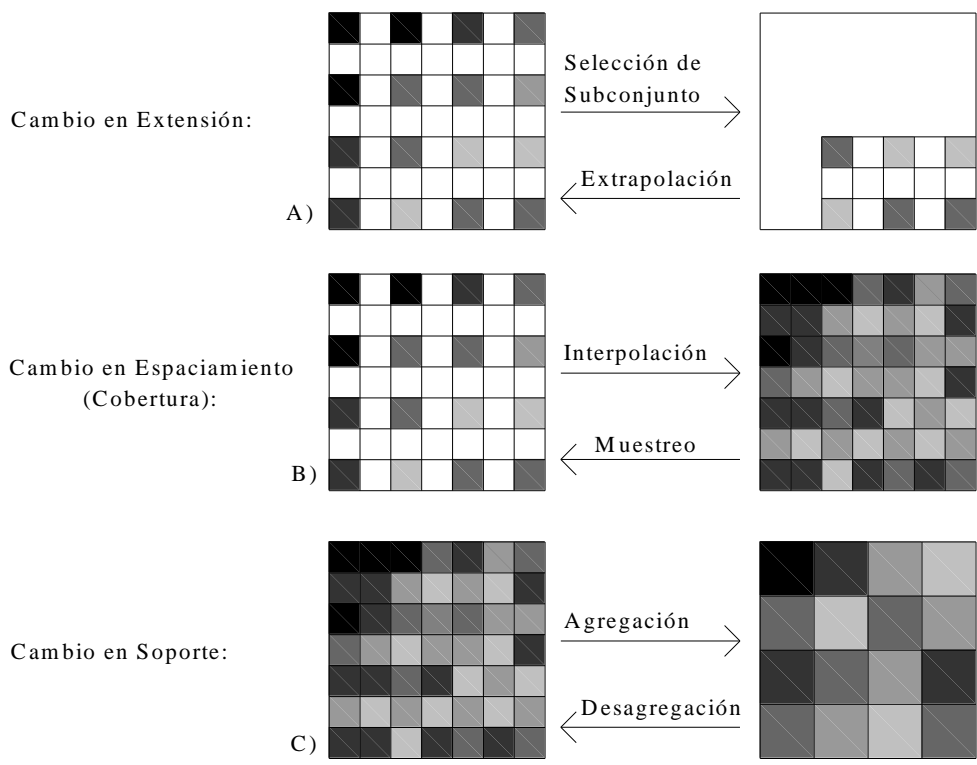 Selección de
Subconjunto
Cambio en Extensión:
Extrapolación
A)
Interpolación
Cambio en Espaciamiento
(Cobertura):
Muestreo
B)
Agregación
Cambio en Soporte:
Desagregación
C)